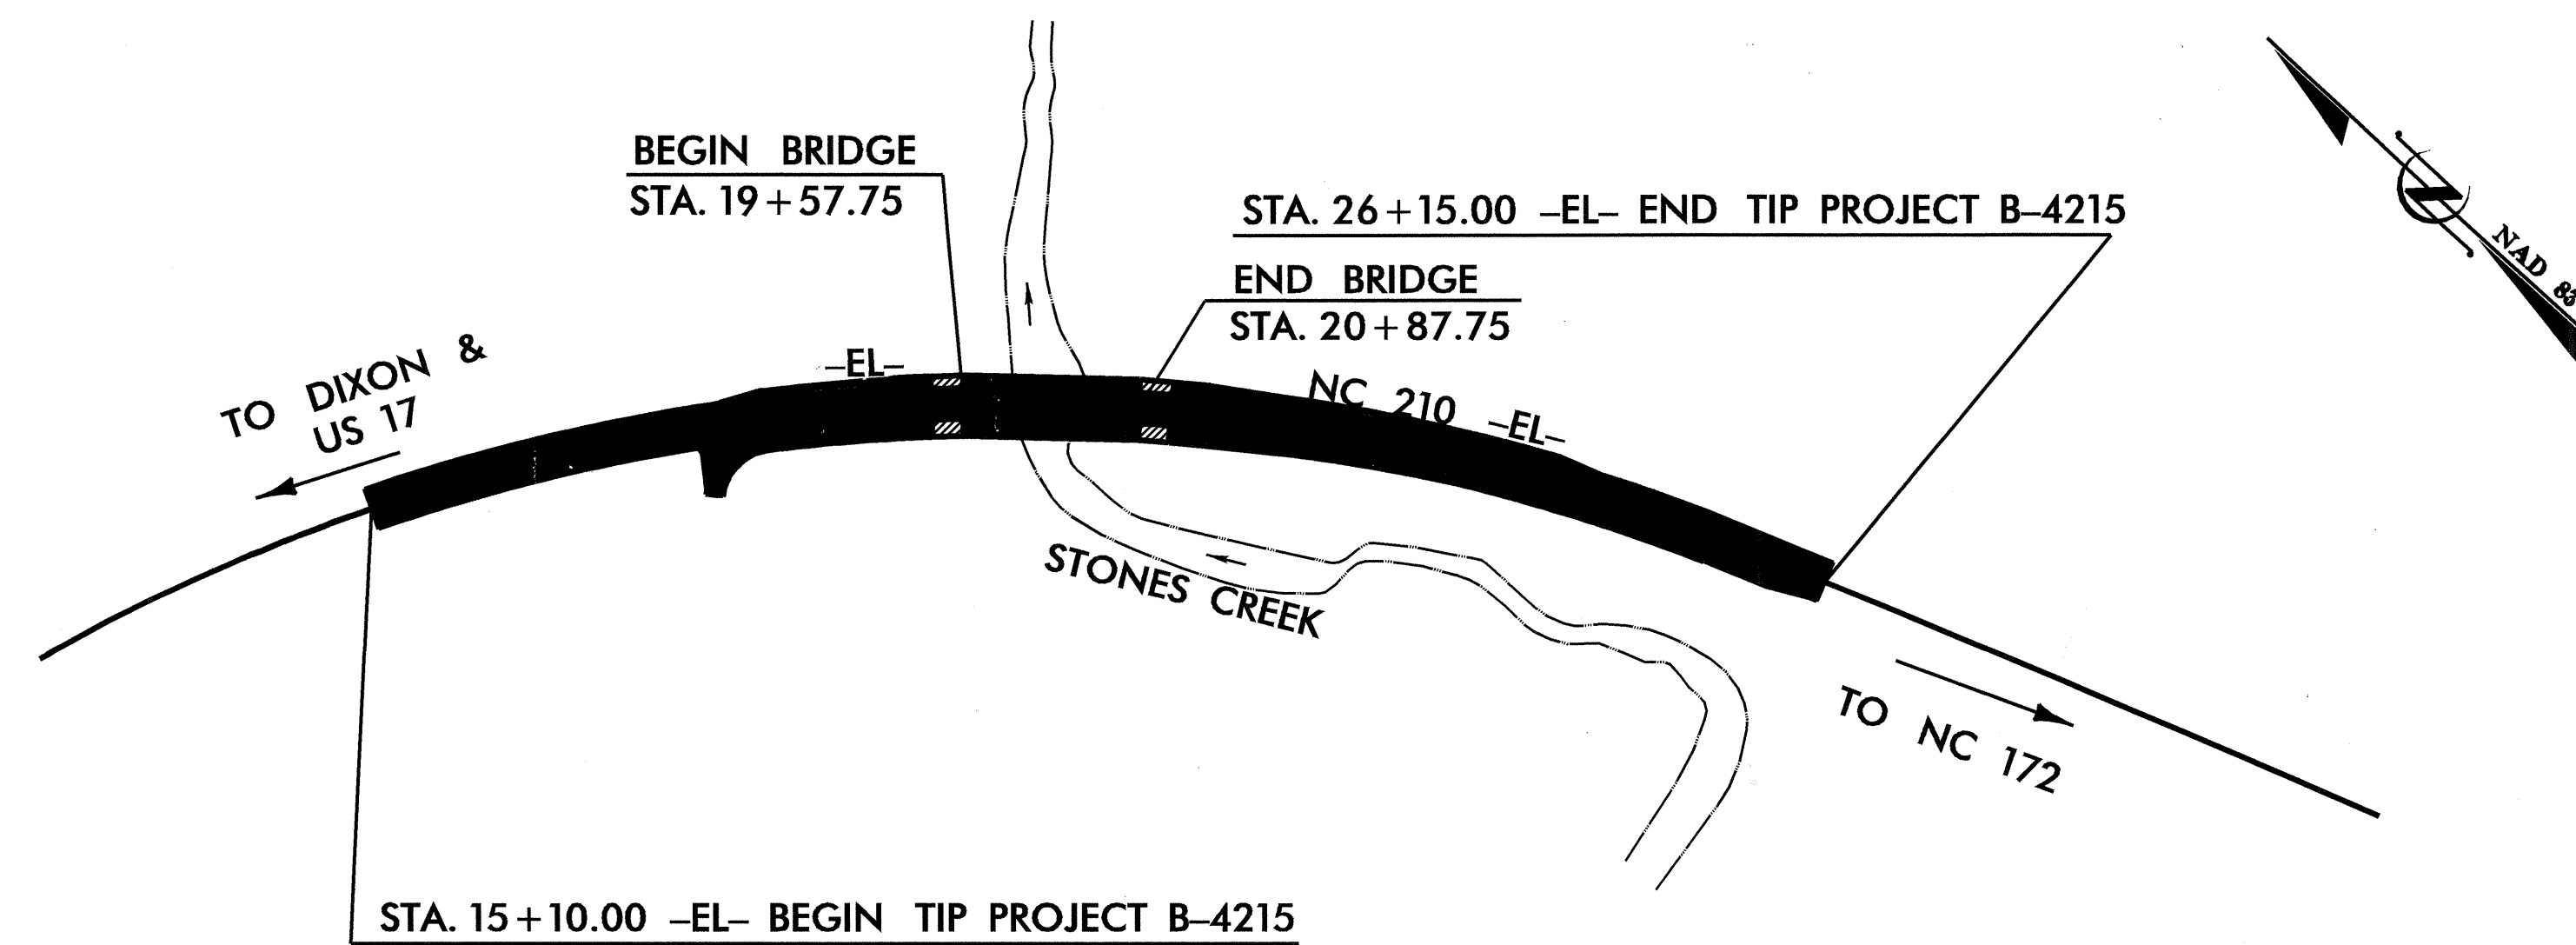 BEGIN BRIDGE
STA. 19+57.75
STA. 26+15.00 –EL– END TIP PROJECT B–4215
END BRIDGE
STA. 20+87.75
NAD 83
TO DIXON &
US 17
–EL–
NC 210 –EL–
STONES CREEK
TO NC 172
STA. 15+10.00 –EL– BEGIN TIP PROJECT B–4215